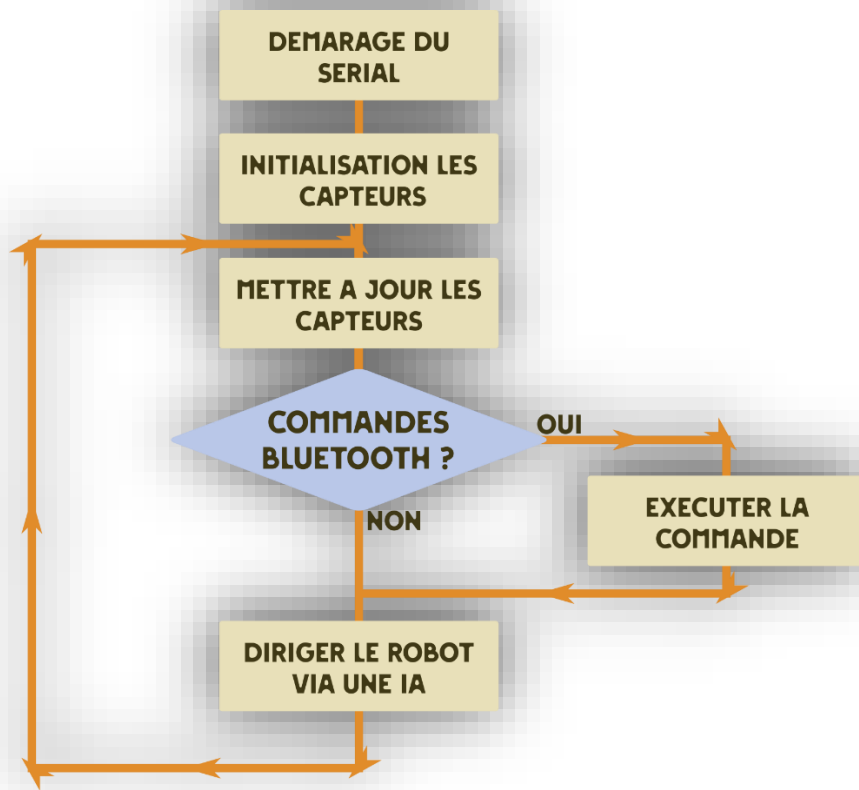 DEMARAGE DU
SERIAL
INITIALISATION LES
CAPTEURS
METTRE A JOUR LES
CAPTEURS
COMMANDES
BLUETOOTH ?
OUI
NON
EXECUTER LA
COMMANDE
DIRIGER LE ROBOT
VIA UNE IA